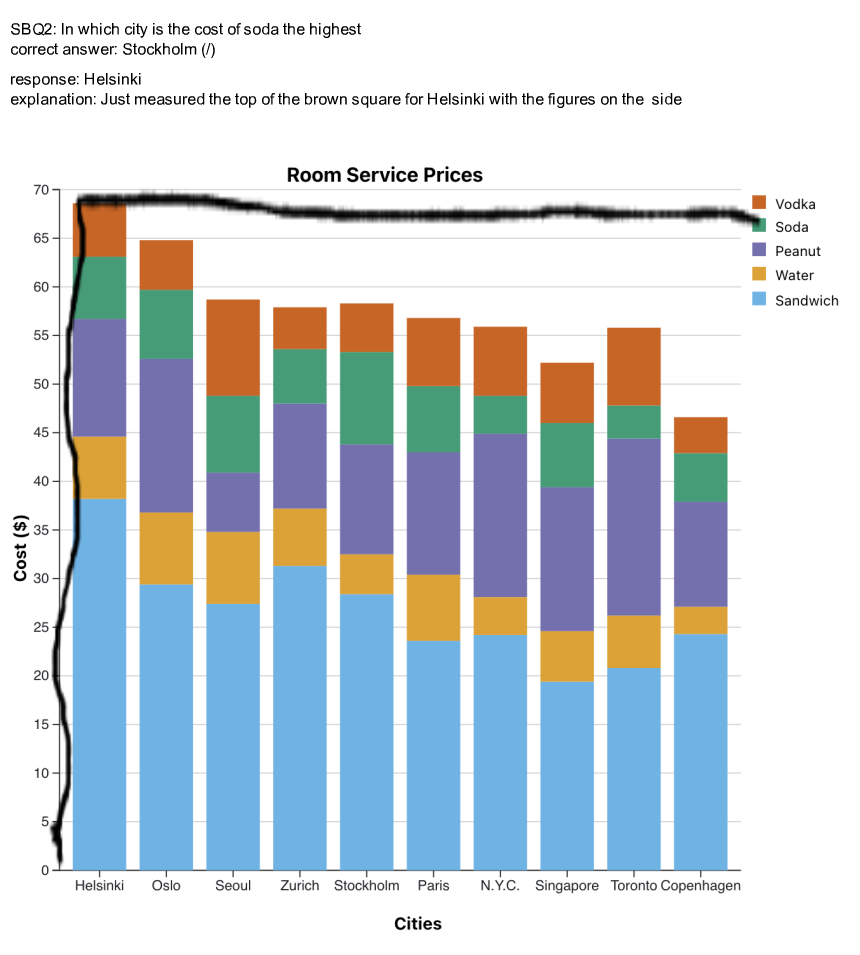 SBQ2: In which city is the cost of soda the highest
correct answer: Stockholm (/)
response: Helsinki
explanation: Just measured the top of the brown square for Helsinki with the figures on the  side
Room Service Prices
70
65
60
55
50
45
40
35
30
25
20
15
10
5
0
Cost ($)
Vodka
Soda
Peanut
Water
Sandwich
Helsinki Oslo Seoul Zurich Stockholm Paris N.Y.C. Singapore Toronto Copenhagen
Cities